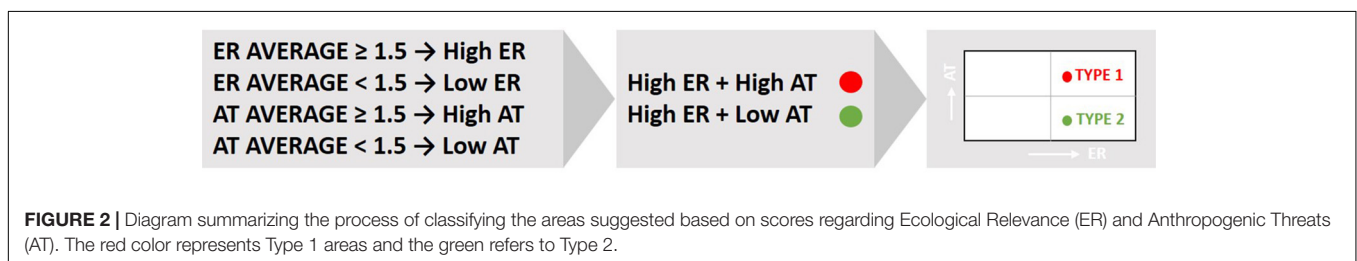 ER AVERAGE ≥ 1.5 → High ER
ER AVERAGE < 1.5 → Low ER
AT AVERAGE ≥ 1.5 → High AT
AT AVERAGE < 1.5 → Low AT
High ER + High AT
High ER + Low AT
AT
TYPE 1
TYPE 2
ER
FIGURE 2 | Diagram summarizing the process of classifying the areas suggested based on scores regarding Ecological Relevance (ER) and Anthropogenic Threats
(AT). The red color represents Type 1 areas and the green refers to Type 2.